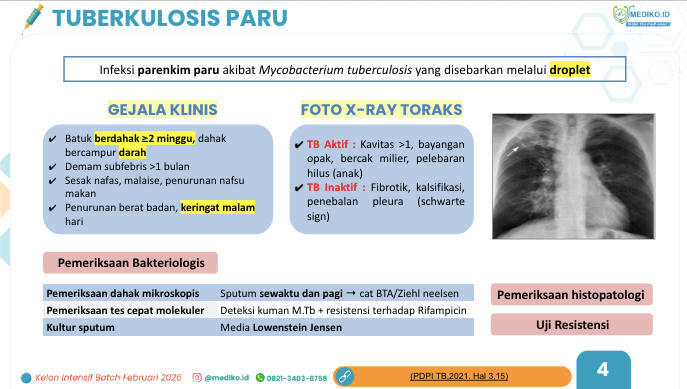 TUBERKULOSIS PARU
MEDIKO.ID
Infeksi parenkim paru akibat Mycobacterium tuberculosis yang disebarkan melalui droplet
GEJALA KLINIS
✔ Batuk berdahak ≥2 minggu, dahak
bercampur darah
✔ Demam subfebris >1 bulan
✔ Sesak nafas, malaise, penurunan nafsu
makan
✔ Penurunan berat badan, keringat malam
hari
FOTO X-RAY TORAKS
✔ TB Aktif : Kavitas >1, bayangan
opak, bercak milier, pelebaran
hilus (anak)
✔ TB Inaktif : Fibrotik, kalsifikasi,
penebalan pleura (schwarte
sign)
Pemeriksaan Bakteriologis
Pemeriksaan dahak mikroskopis Sputum sewaktu dan pagi → cat BTA/Ziehl neelsen
Pemeriksaan tes cepat molekuler Deteksi kuman M.Tb + resistensi terhadap Rifampicin
Kultur sputum Media Lowenstein Jensen
Pemeriksaan histopatologi
Uji Resistensi
Kelan Intensif Batch Februari 2026
@mediko.id
0821-3403-8758
(PDPI TB,2021. Hal 3,15)
4